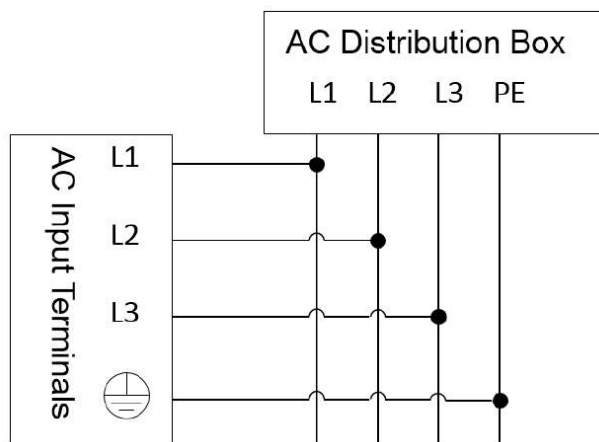 AC Distribution Box
L1 L2 L3 PE
AC Input Terminals
L1
L2
L3